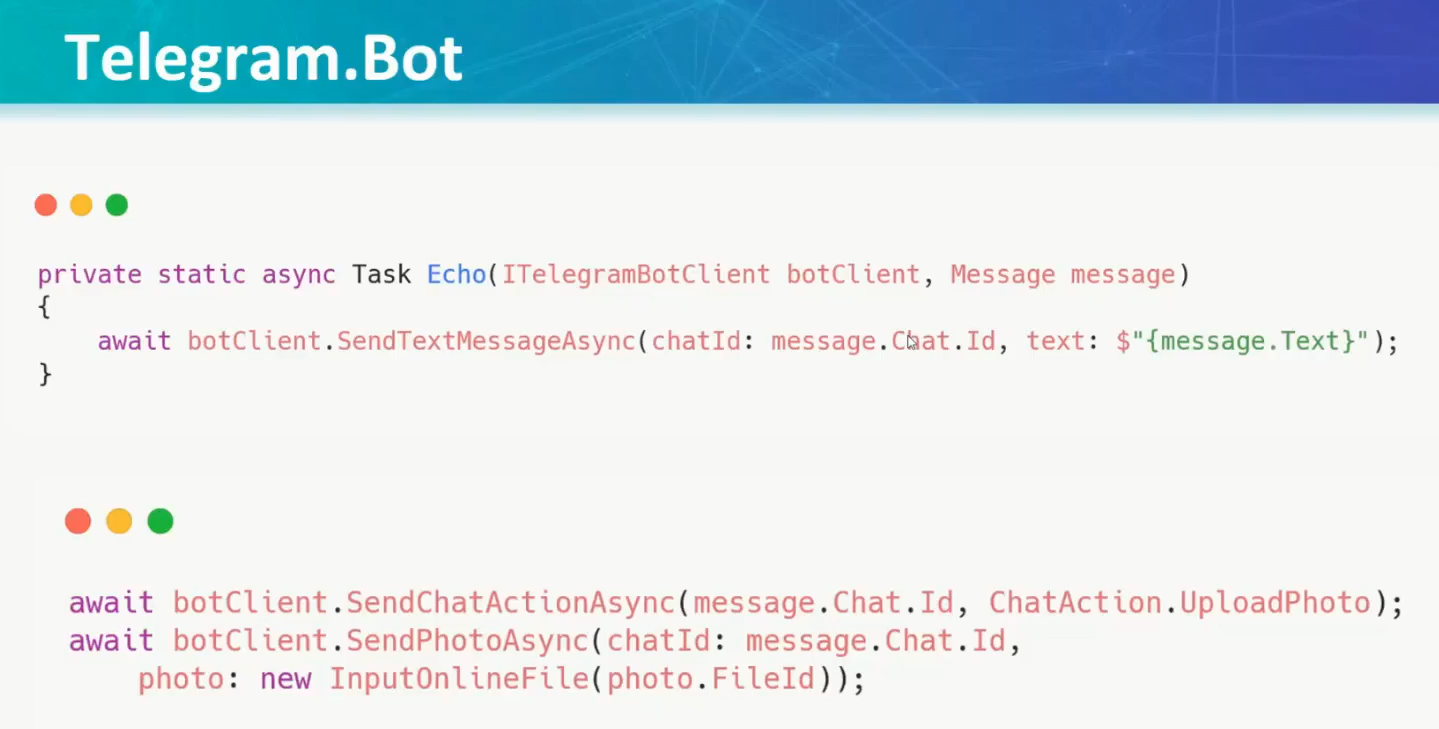 Telegram.Bot
private static async Task Echo(ITelegramBotClient botClient, Message message)
{
    await botClient.SendTextMessageAsync(chatId: message.Chat.Id, text: $"{message.Text}");
}
await botClient.SendChatActionAsync(message.Chat.Id, ChatAction.UploadPhoto);
await botClient.SendPhotoAsync(chatId: message.Chat.Id,
    photo: new InputOnlineFile(photo.FileId));